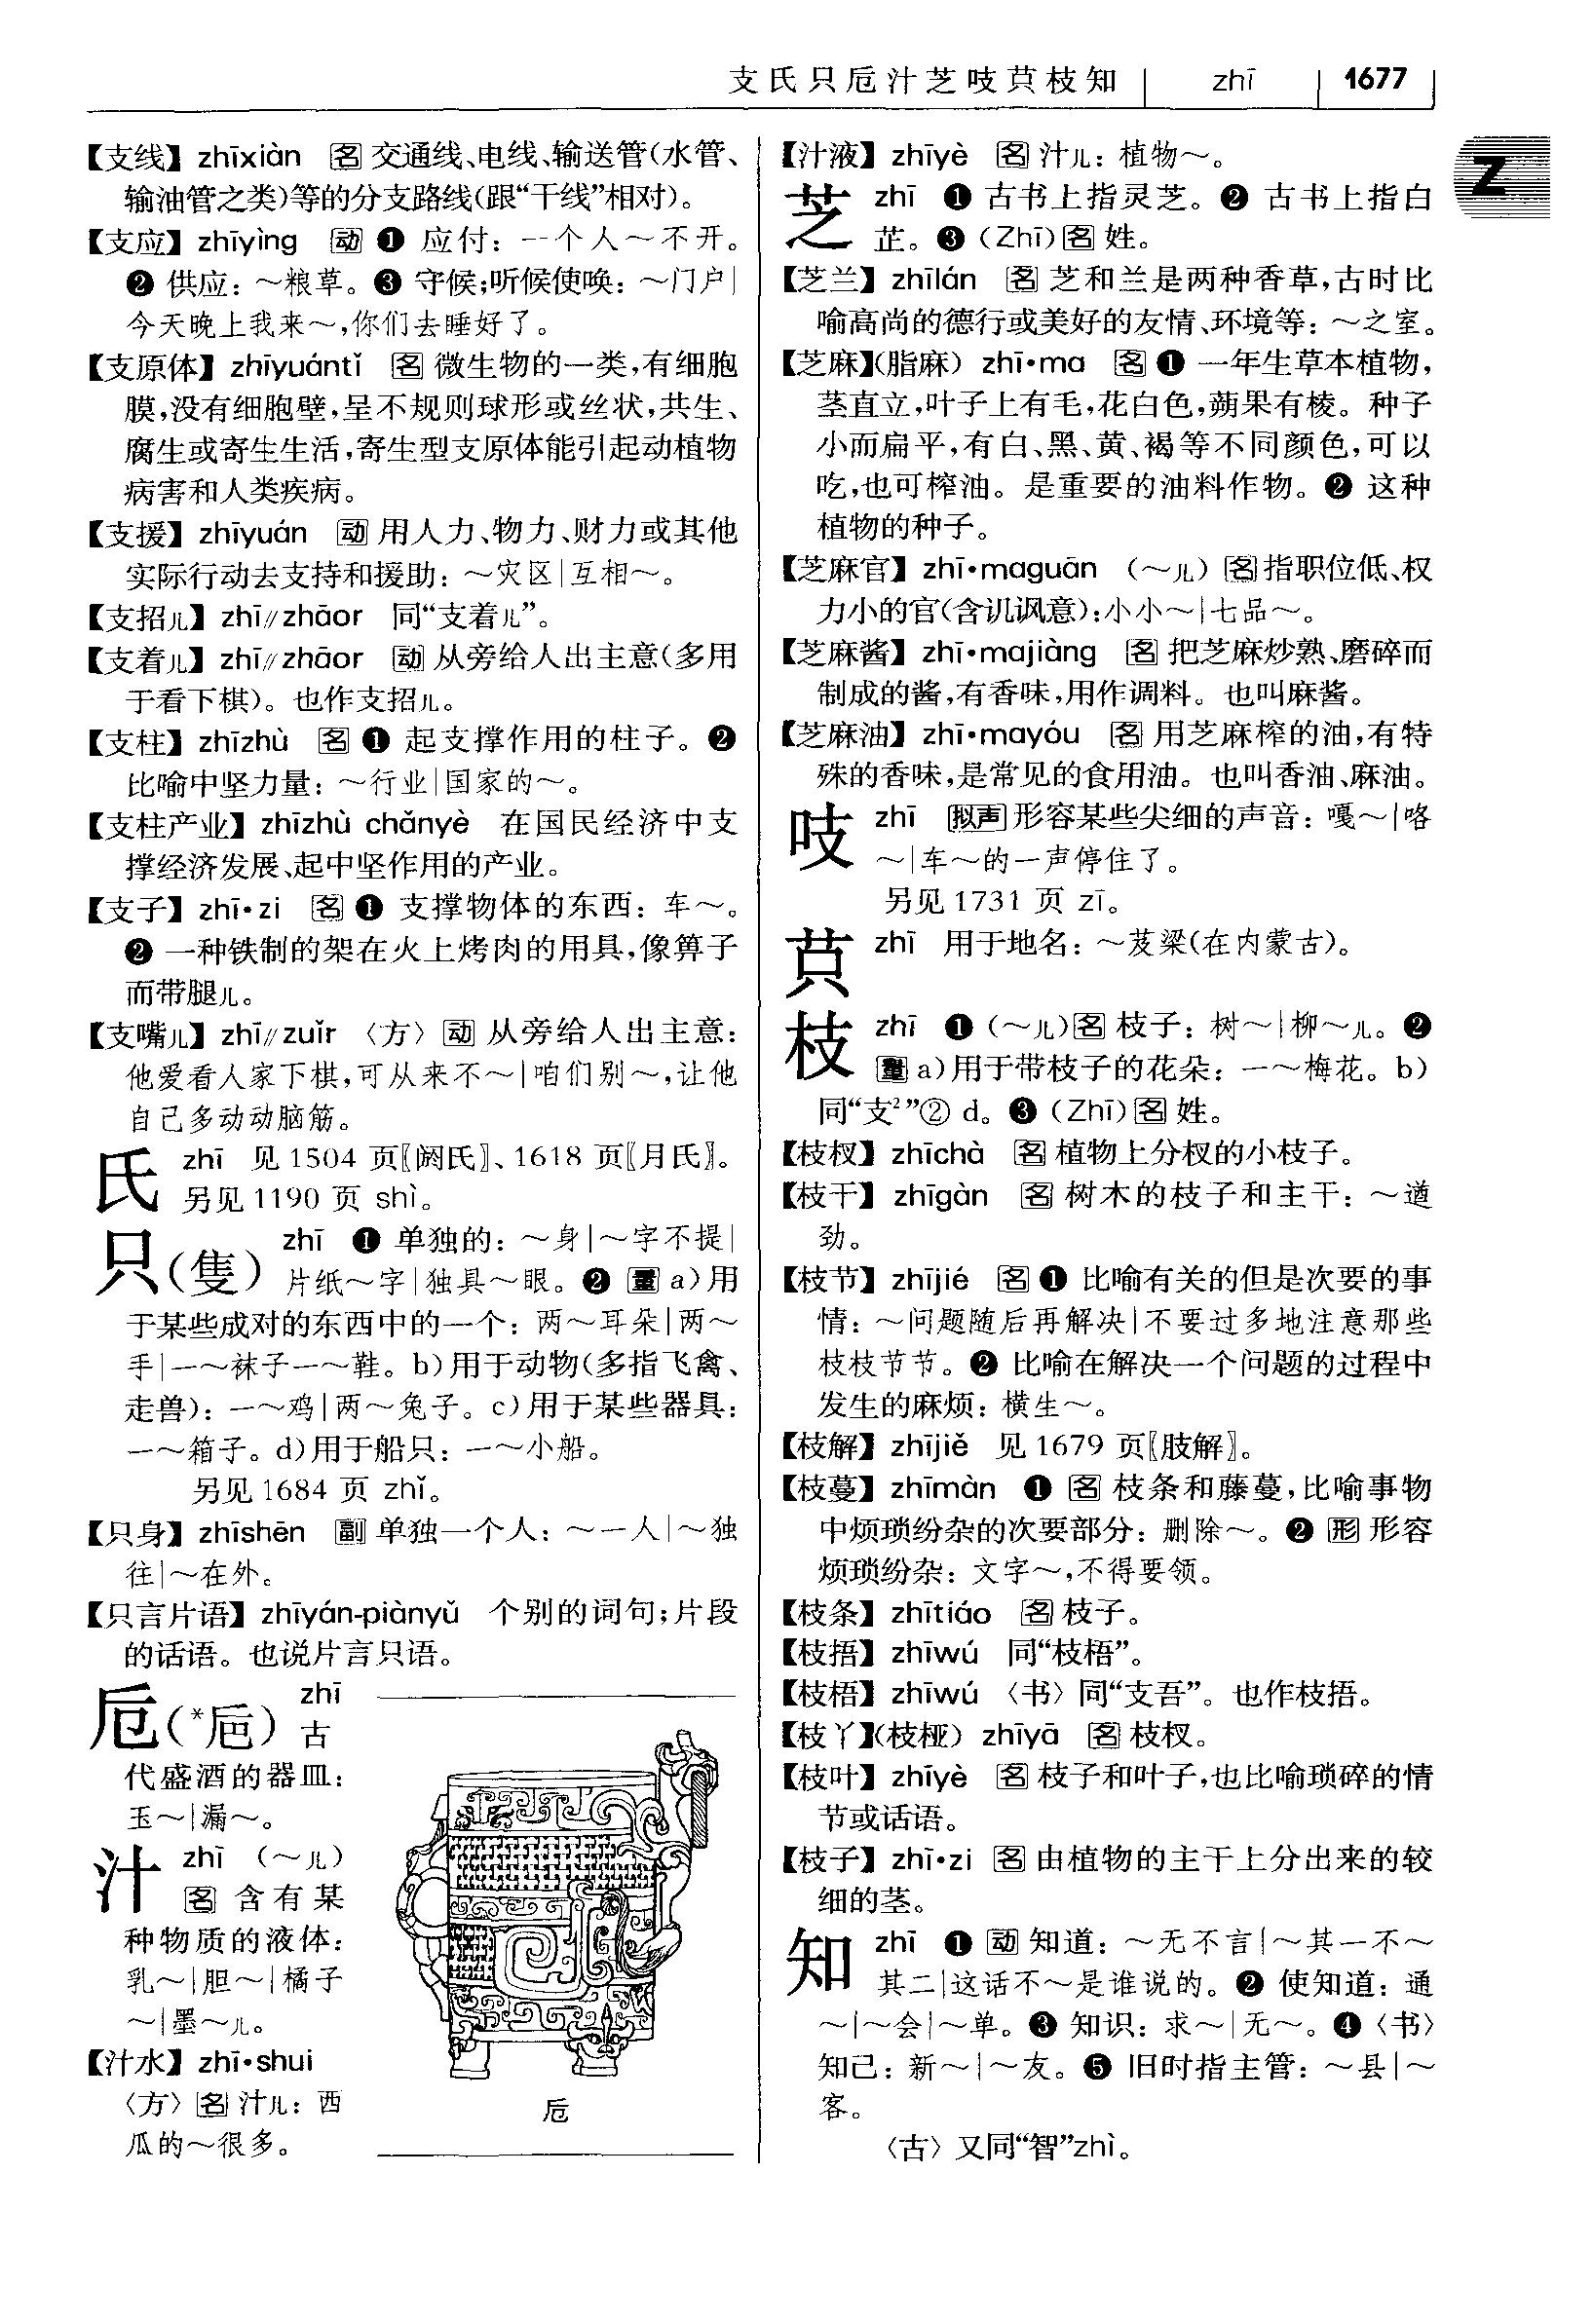 支氏只卮汁芝吱茋枝知 zhī 1677
Z
【支线】 zhīxiàn 名 交通线、电线、输送管(水管、
输油管之类)等的分支路线(跟“干线”相对)。
【支应】 zhīyìng 动 ❶ 应付：一个人～不开。
❷ 供应：～粮草。❸ 守候;听候使唤：～门户|
今天晚上我来～,你们去睡好了。
【支原体】 zhīyuántǐ 名 微生物的一类,有细胞
膜,没有细胞壁,呈不规则球形或丝状,共生、
腐生或寄生生活,寄生型支原体能引起动植物
病害和人类疾病。
【支援】 zhīyuán 动 用人力、物力、财力或其他
实际行动去支持和援助：～灾区|互相～。
【支招儿】 zhī//zhāor 同“支着儿”。
【支着儿】 zhī//zhāor 动 从旁给人出主意(多用
于看下棋)。也作支招儿。
【支柱】 zhīzhù 名 ❶ 起支撑作用的柱子。❷
比喻中坚力量：～行业|国家的～。
【支柱产业】 zhīzhù chǎnyè 在国民经济中支
撑经济发展、起中坚作用的产业。
【支子】 zhī·zi 名 ❶ 支撑物体的东西：车～。
❷ 一种铁制的架在火上烤肉的用具,像箅子
而带腿儿。
【支嘴儿】 zhī//zuǐr 〈方〉 动 从旁给人出主意：
他爱看人家下棋,可从来不～|咱们别～,让他
自己多动动脑筋。
氏 zhī 见 1504 页〖阏氏〗、1618 页〖月氏〗。
另见 1190 页 shì。
只(隻) zhī ❶ 单独的：～身|～字不提|
片纸～字|独具～眼。❷ 量 a)用
于某些成对的东西中的一个：两～耳朵|两～
手|一～袜子一～鞋。b)用于动物(多指飞禽、
走兽)：一～鸡|两～兔子。c)用于某些器具：
一～箱子。d)用于船只：一～小船。
另见 1684 页 zhǐ。
【只身】 zhīshēn 副 单独一个人：～一人|～独
往|～在外。
【只言片语】 zhīyán-piànyǔ 个别的词句;片段
的话语。也说片言只语。
卮(*巵) zhī
古
代盛酒的器皿：
玉～|漏～。
汁 zhī (～儿)
名 含有某
种物质的液体：
乳～|胆～|橘子
～|墨～儿。
【汁水】 zhī·shui
〈方〉 名 汁儿：西
瓜的～很多。
卮
【汁液】 zhīyè 名 汁儿：植物～。
芝 zhī ❶ 古书上指灵芝。❷ 古书上指白
芷。❸ (Zhī) 名 姓。
【芝兰】 zhīlán 名 芝和兰是两种香草,古时比
喻高尚的德行或美好的友情、环境等：～之室。
【芝麻】(脂麻) zhī·ma 名 ❶ 一年生草本植物,
茎直立,叶子上有毛,花白色,蒴果有棱。种子
小而扁平,有白、黑、黄、褐等不同颜色,可以
吃,也可榨油。是重要的油料作物。❷ 这种
植物的种子。
【芝麻官】 zhī·maguān (～儿) 名 指职位低、权
力小的官(含讥讽意)：小小～|七品～。
【芝麻酱】 zhī·majiàng 名 把芝麻炒熟、磨碎而
制成的酱,有香味,用作调料。也叫麻酱。
【芝麻油】 zhī·mayóu 名 用芝麻榨的油,有特
殊的香味,是常见的食用油。也叫香油、麻油。
吱 zhī 拟声 形容某些尖细的声音：嘎～|咯
～|车～的一声停住了。
另见 1731 页 zī。
zhī 用于地名：～芨梁(在内蒙古)。
枝 zhī ❶ (～儿) 名 枝子：树～|柳～儿。❷
量 a)用于带枝子的花朵：一～梅花。b)
同“支²”② d。❸ (Zhī) 名 姓。
【枝杈】 zhīchà 名 植物上分杈的小枝子。
【枝干】 zhīgàn 名 树木的枝子和主干：～遒
劲。
【枝节】 zhījié 名 ❶ 比喻有关的但是次要的事
情：～问题随后再解决|不要过多地注意那些
枝枝节节。❷ 比喻在解决一个问题的过程中
发生的麻烦：横生～。
【枝解】 zhījiě 见 1679 页〖肢解〗。
【枝蔓】 zhīmàn ❶ 名 枝条和藤蔓,比喻事物
中烦琐纷杂的次要部分：删除～。❷ 形 形容
烦琐纷杂：文字～,不得要领。
【枝条】 zhītiáo 名 枝子。
【枝捂】 zhīwú 同“枝梧”。
【枝梧】 zhīwú 〈书〉同“支吾”。也作枝捂。
【枝丫】(枝桠) zhīyā 名 枝杈。
【枝叶】 zhīyè 名 枝子和叶子,也比喻琐碎的情
节或话语。
【枝子】 zhī·zi 名 由植物的主干上分出来的较
细的茎。
知 zhī ❶ 动 知道：～无不言|～其一不～
其二|这话不～是谁说的。❷ 使知道：通
～|～会|～单。❸ 知识：求～|无～。❹〈书〉
知己：新～|～友。❺ 旧时指主管：～县|～
客。
〈古〉又同“智”zhì。